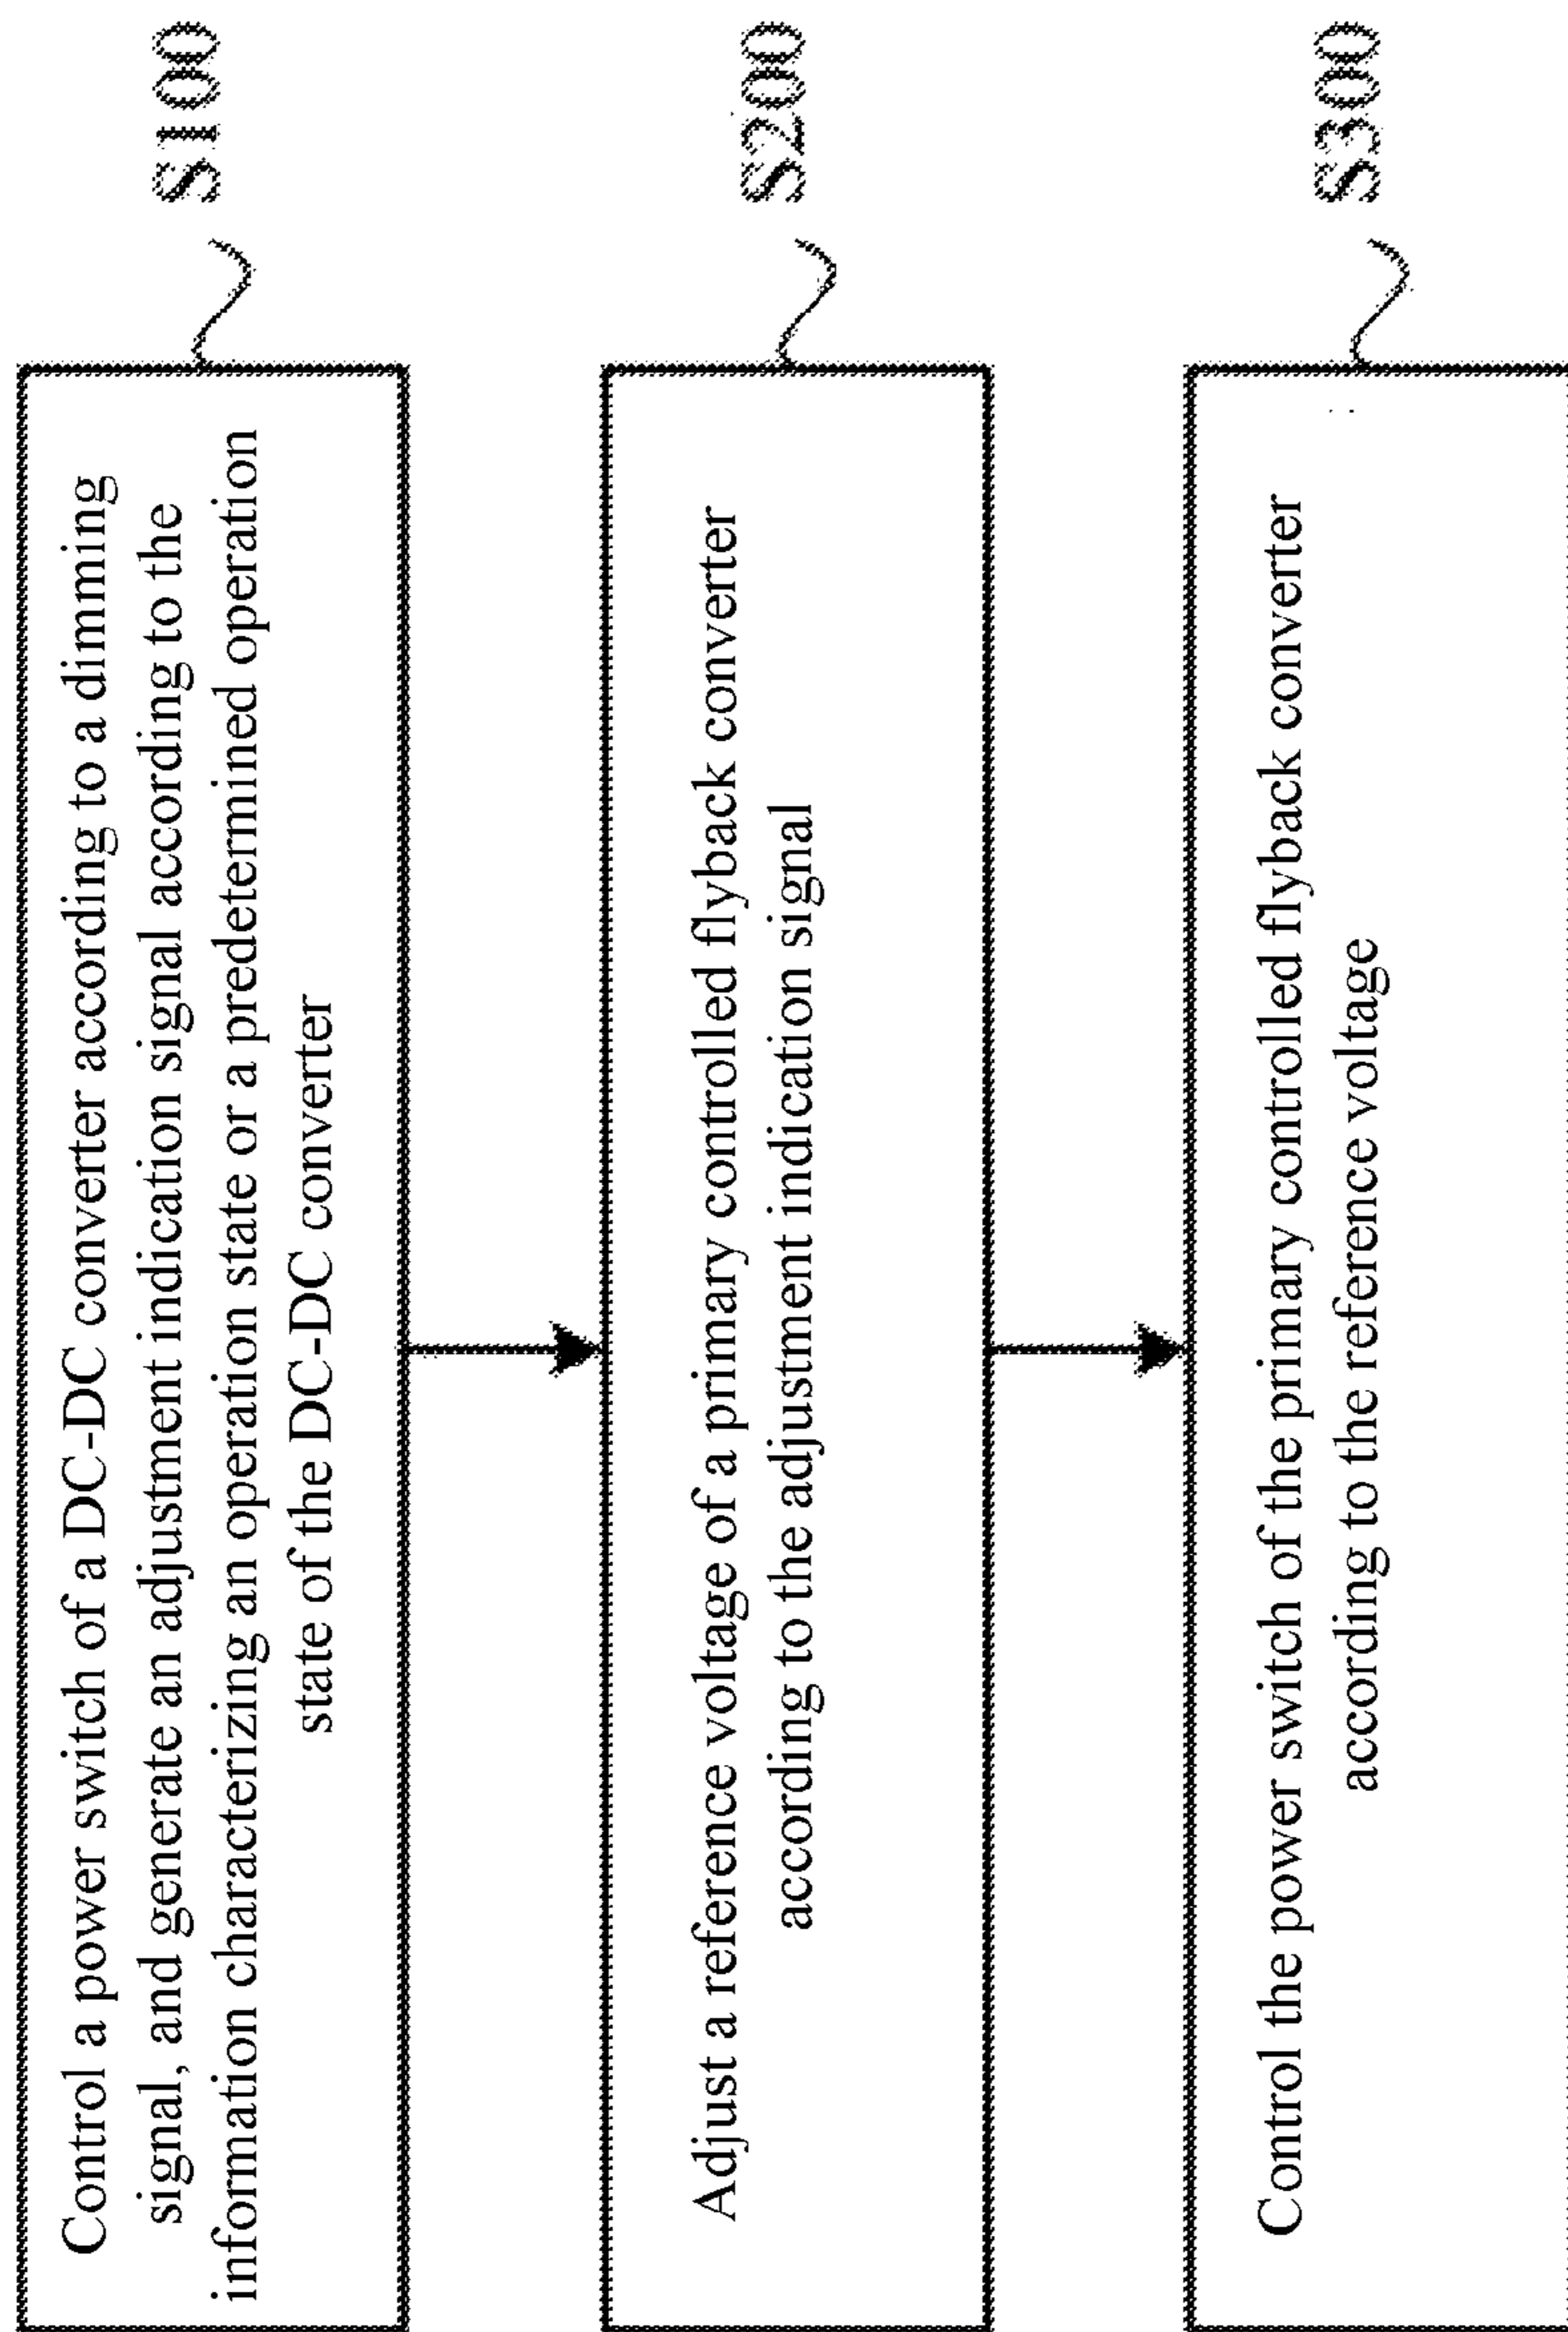 Control a power switch of a DC-DC converter according to a dimming
signal, and generate an adjustment indication signal according to the
information characterizing an operation state or a predetermined operation
state of the DC-DC converter
S100
Adjust a reference voltage of a primary controlled flyback converter
according to the adjustment indication signal
S200
Control the power switch of the primary controlled flyback converter
according to the reference voltage
S300